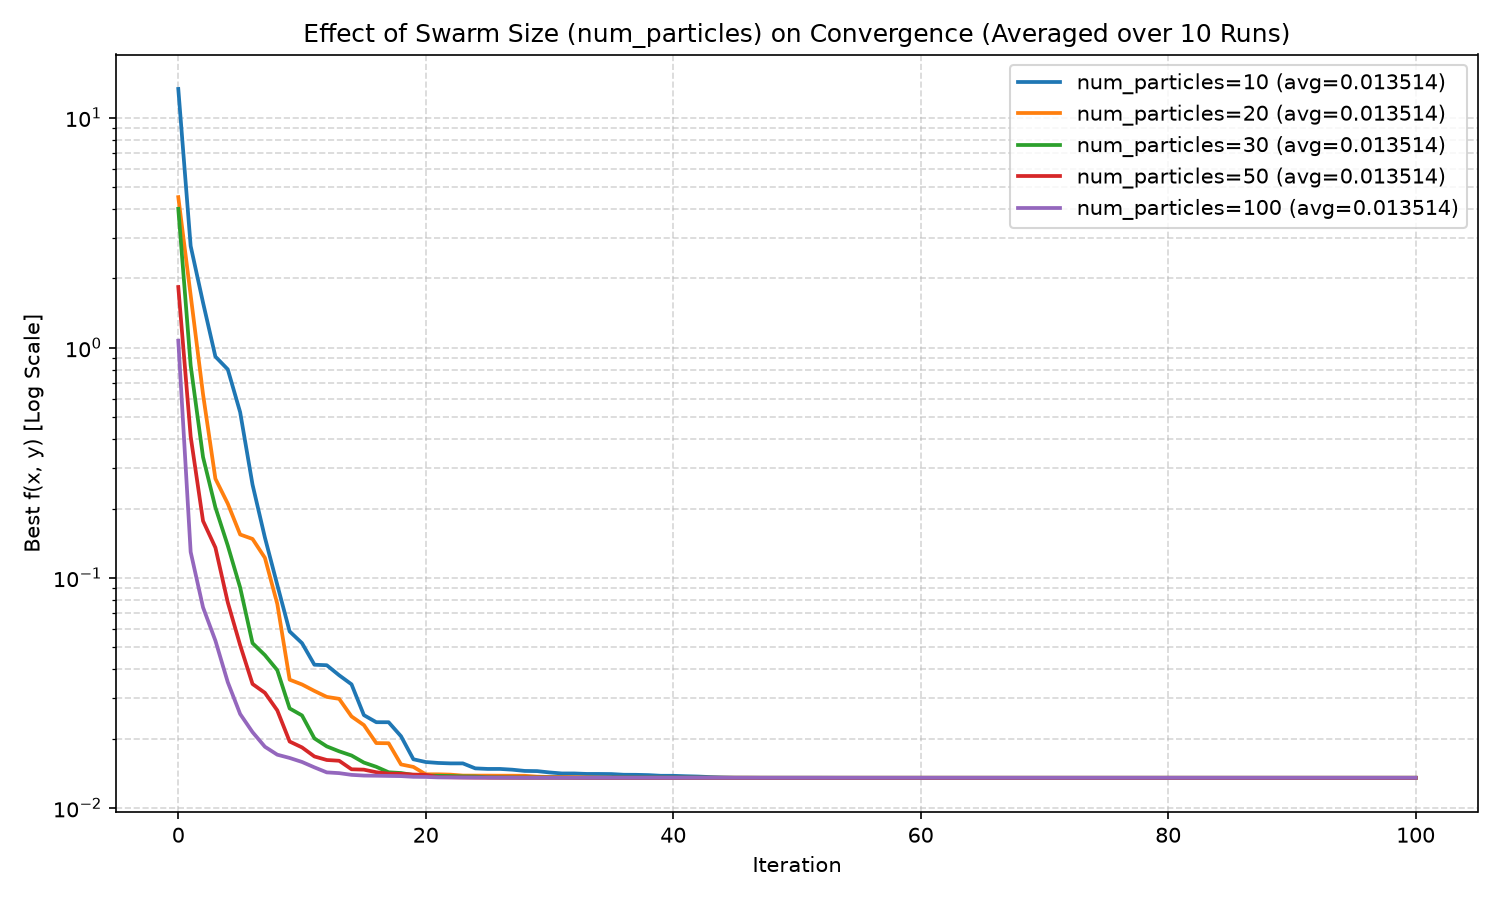 Effect of Swarm Size (num_particles) on Convergence (Averaged over 10 Runs)
num_particles=10 (avg=0.013514)
num_particles=20 (avg=0.013514)
num_particles=30 (avg=0.013514)
num_particles=50 (avg=0.013514)
num_particles=100 (avg=0.013514)
Best f(x, y) [Log Scale]
10¹
10⁰
10⁻¹
10⁻²
0 20 40 60 80 100
Iteration